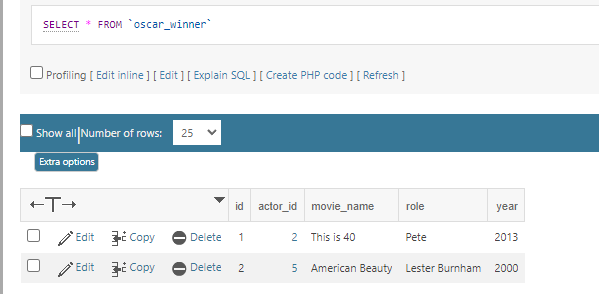 SELECT * FROM `oscar_winner`
Profiling [ Edit inline ] [ Edit ] [ Explain SQL ] [ Create PHP code ] [ Refresh ]
Show all Number of rows: 25
Extra options
←T→ id actor_id movie_name role year
Edit Copy Delete 1 2 This is 40 Pete 2013
Edit Copy Delete 2 5 American Beauty Lester Burnham 2000